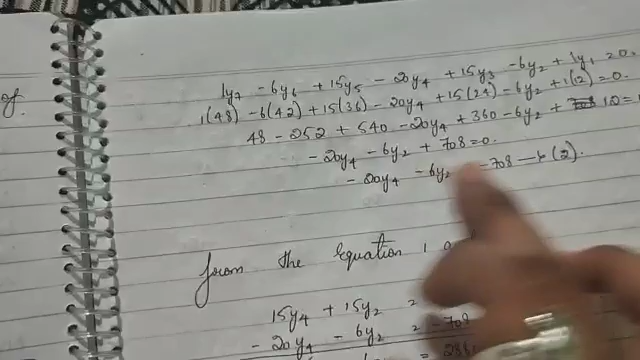 of.
1y7 - 6y6 + 15y5 - 20y4 + 15y3 - 6y2 + 1y1 = 0.
1(48) - 6(42) + 15(36) - 20y4 + 15(24) - 6y2 + 1(12) = 0.
48 - 252 + 540 - 20y4 + 360 - 6y2 + 12 =
- 20y4 - 6y2 + 708 = 0.
- 20y4 - 6y2 - 708 (2).
from the Equation 1
15y4 + 15y2 =
- 20y4 - 6y2 = - 708